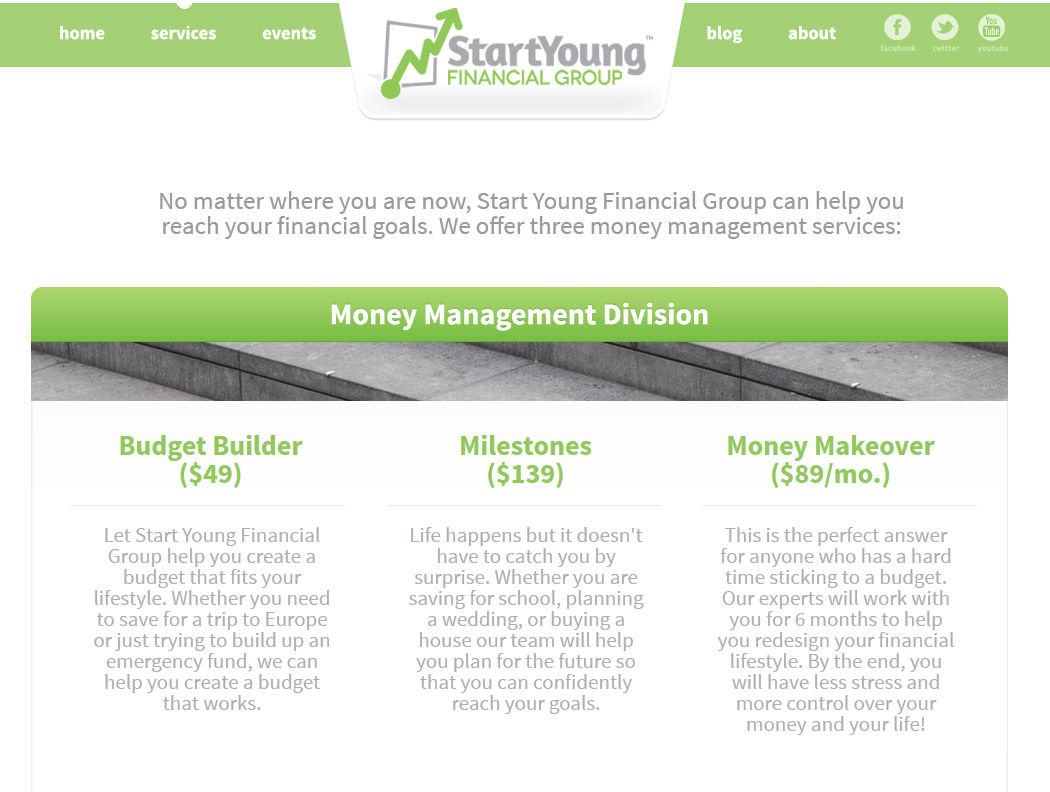 home services events
StartYoung™
FINANCIAL GROUP
blog about
facebook twitter You Tube youtube
No matter where you are now, Start Young Financial Group can help you
reach your financial goals. We offer three money management services:
Money Management Division
Budget Builder
($49)
Let Start Young Financial
Group help you create a
budget that fits your
lifestyle. Whether you need
to save for a trip to Europe
or just trying to build up an
emergency fund, we can
help you create a budget
that works.
Milestones
($139)
Life happens but it doesn't
have to catch you by
surprise. Whether you are
saving for school, planning
a wedding, or buying a
house our team will help
you plan for the future so
that you can confidently
reach your goals.
Money Makeover
($89/mo.)
This is the perfect answer
for anyone who has a hard
time sticking to a budget.
Our experts will work with
you for 6 months to help
you redesign your financial
lifestyle. By the end, you
will have less stress and
more control over your
money and your life!